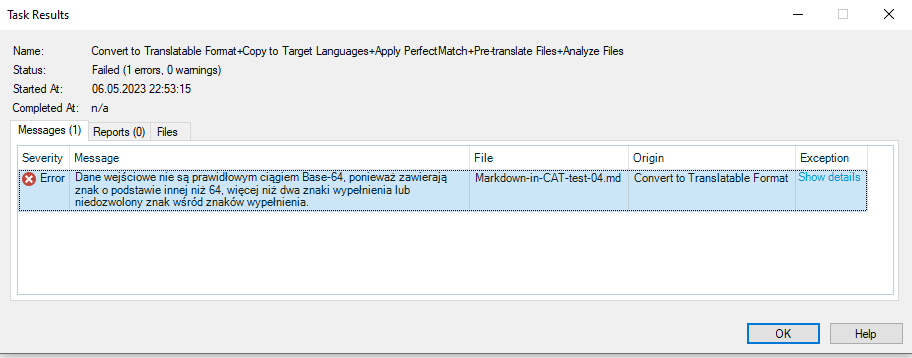 Task Results
Name: Convert to Translatable Format+Copy to Target Languages+Apply PerfectMatch+Pre-translate Files+Analyze Files
Status: Failed (1 errors, 0 warnings)
Started At: 06.05.2023 22:53:15
Completed At: n/a
Messages (1) Reports (0) Files
Severity Message File Origin Exception
Error Dane wejściowe nie są prawidłowym ciągiem Base-64, ponieważ zawierają Markdown-in-CAT-test-04.md Convert to Translatable Format Show details
znak o podstawie innej niż 64, więcej niż dwa znaki wypełnienia lub
niedozwolony znak wśród znaków wypełnienia.
OK Help